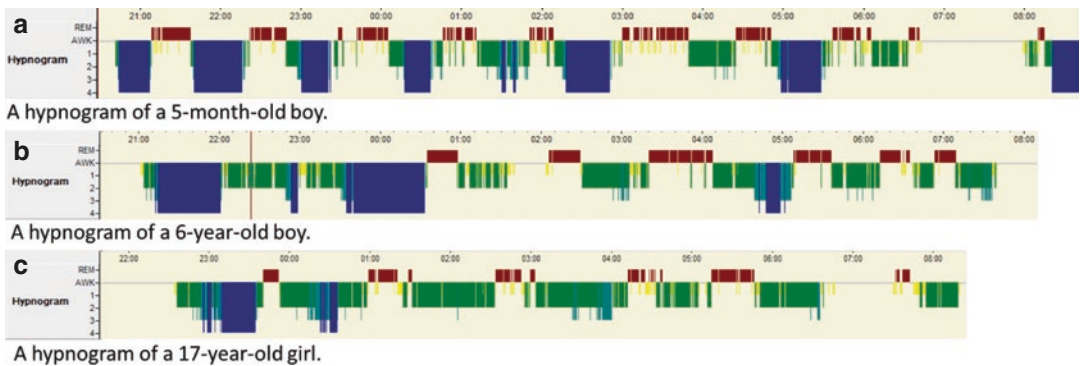 a
21:00 22:00 23:00 00:00 01:00 02:00 03:00 04:00 05:00 06:00 07:00 08:00
REM
AWK
Hypnogram
1
2
3
4
A hypnogram of a 5-month-old boy.
b
21:00 22:00 23:00 00:00 01:00 02:00 03:00 04:00 05:00 06:00 07:00 08:00
REM
AWK
Hypnogram
1
2
3
4
A hypnogram of a 6-year-old boy.
c
22:00 23:00 00:00 01:00 02:00 03:00 04:00 05:00 06:00 07:00 08:00
REM
AWK
Hypnogram
1
2
3
4
A hypnogram of a 17-year-old girl.